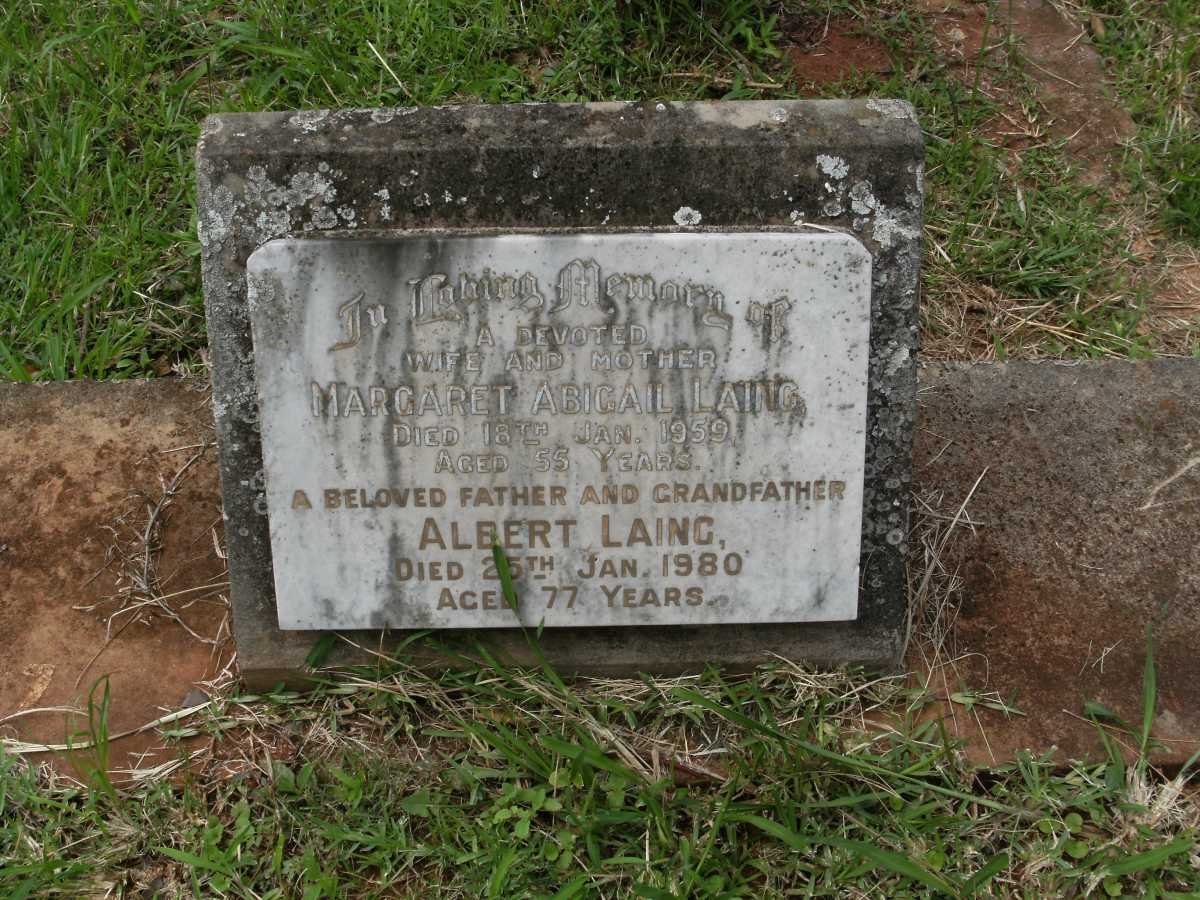 In Loving Memory of
A DEVOTED
WIFE AND MOTHER
MARGARET ABIGAIL LAING,
DIED 18TH JAN. 1959,
AGED 55 YEARS.
A BELOVED FATHER AND GRANDFATHER
ALBERT LAING,
DIED 25TH JAN. 1980
AGED 77 YEARS.